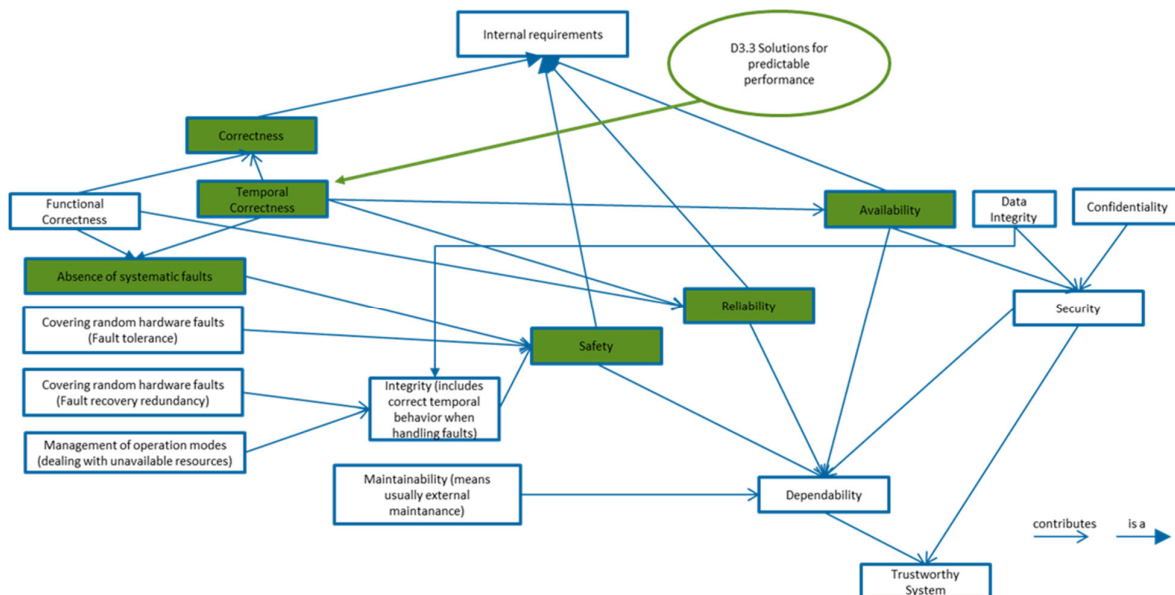 Internal requirements
D3.3 Solutions for
predictable
performance
Correctness
Functional
Correctness
Temporal
Correctness
Availability
Data
Integrity
Confidentiality
Absence of systematic faults
Covering random hardware faults
(Fault tolerance)
Reliability
Security
Safety
Covering random hardware faults
(Fault recovery redundancy)
Integrity (includes
correct temporal
behavior when
handling faults)
Management of operation modes
(dealing with unavailable resources)
Maintainability (means
usually external
maintanance)
Dependability
contributes
is a
Trustworthy
System